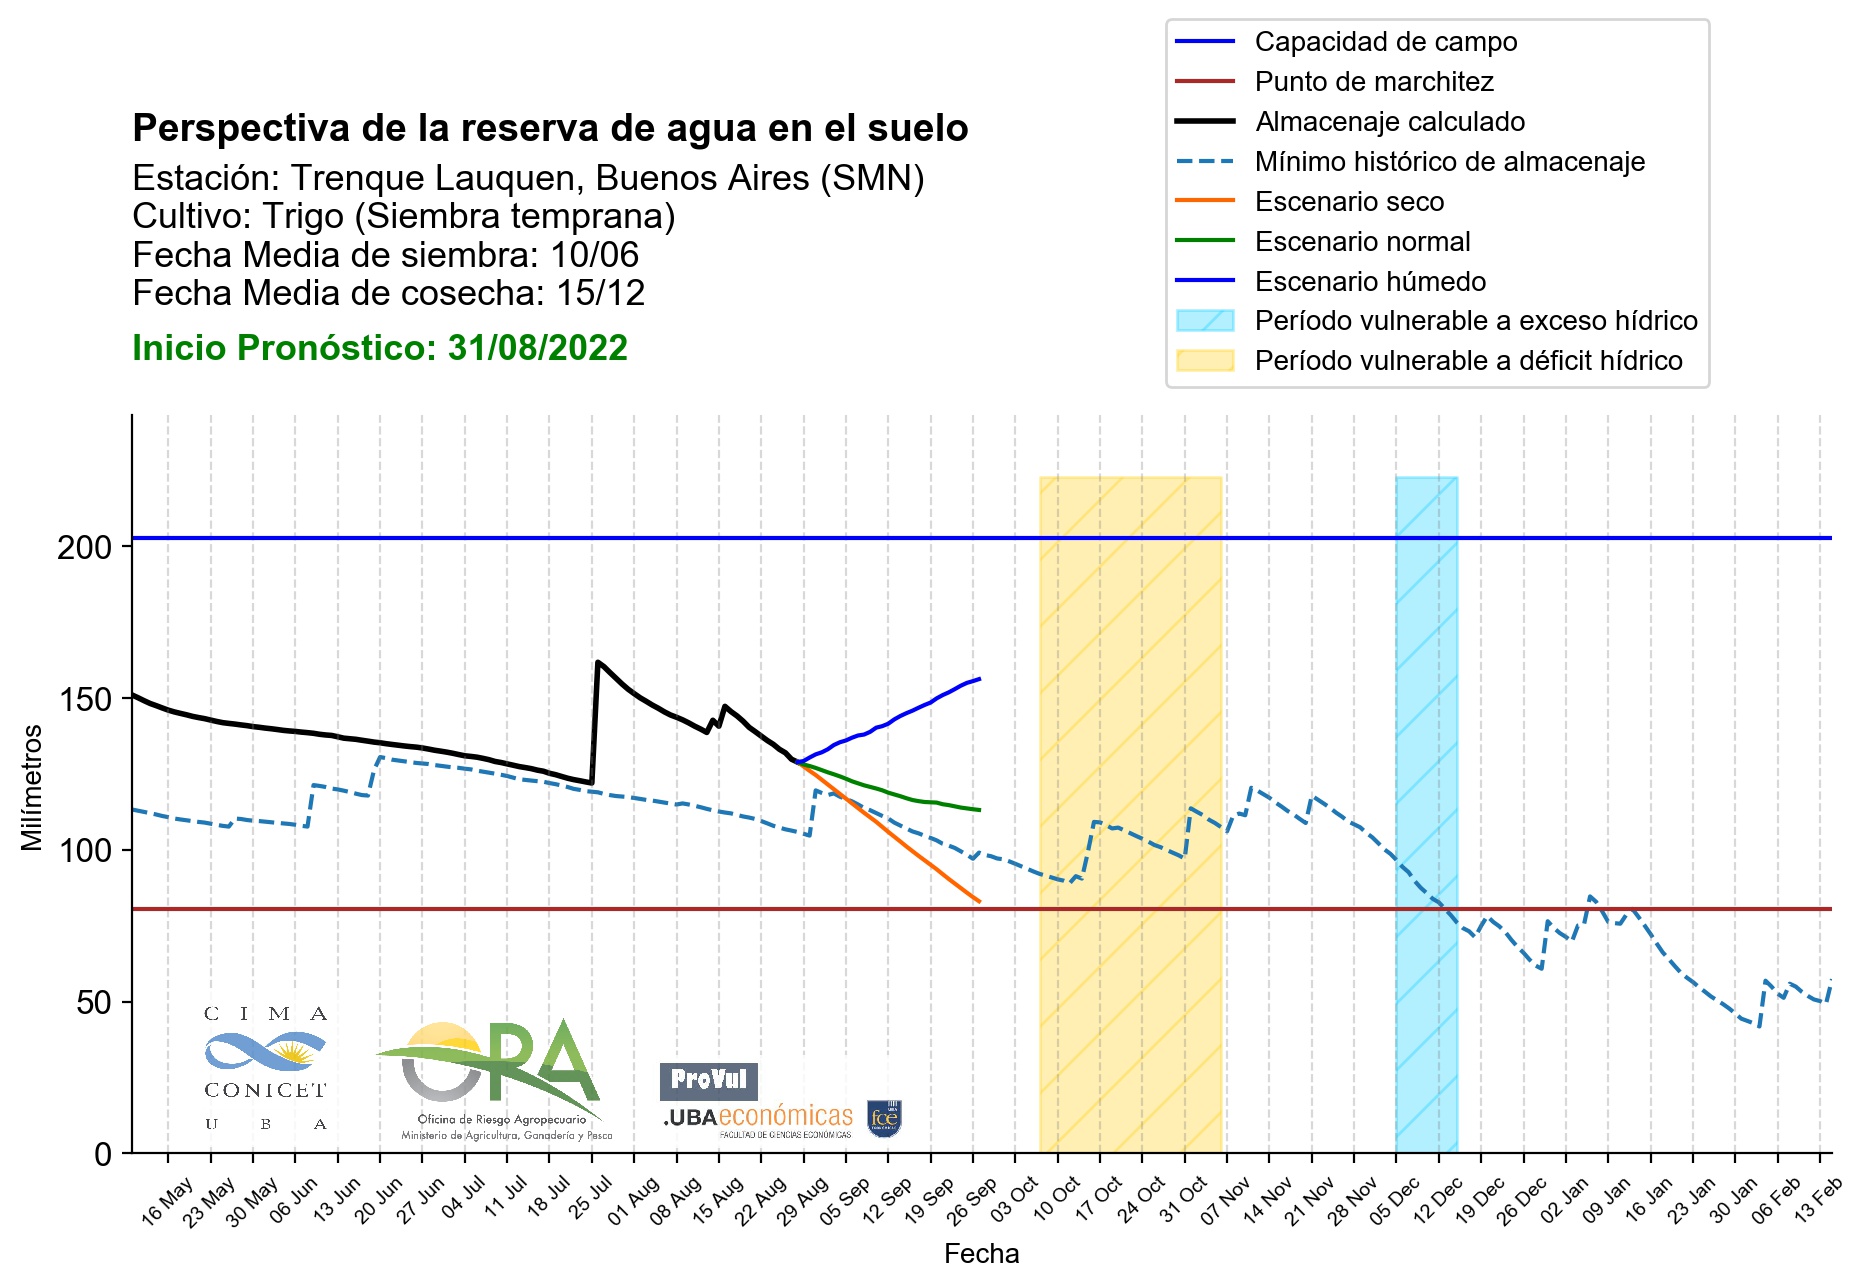 Capacidad de campo
Punto de marchitez
Almacenaje calculado
Mínimo histórico de almacenaje
Escenario seco
Escenario normal
Escenario húmedo
Período vulnerable a exceso hídrico
Período vulnerable a déficit hídrico
Perspectiva de la reserva de agua en el suelo
Estación: Trenque Lauquen, Buenos Aires (SMN)
Cultivo: Trigo (Siembra temprana)
Fecha Media de siembra: 10/06
Fecha Media de cosecha: 15/12
Inicio Pronóstico: 31/08/2022
Milímetros
200
150
100
50
0
C I M A
CONICET
U B A
ORA
Oficina de Riesgo Agropecuario
Ministerio de Agricultura, Ganadería y Pesca
ProVul
.UBAeconómicas
FACULTAD DE CIENCIAS ECONÓMICAS
fce
16 May
23 May
30 May
06 Jun
13 Jun
20 Jun
27 Jun
04 Jul
11 Jul
18 Jul
25 Jul
01 Aug
08 Aug
15 Aug
22 Aug
29 Aug
05 Sep
12 Sep
19 Sep
26 Sep
03 Oct
10 Oct
17 Oct
24 Oct
31 Oct
07 Nov
14 Nov
21 Nov
28 Nov
05 Dec
12 Dec
19 Dec
26 Dec
02 Jan
09 Jan
16 Jan
23 Jan
30 Jan
06 Feb
13 Feb
Fecha